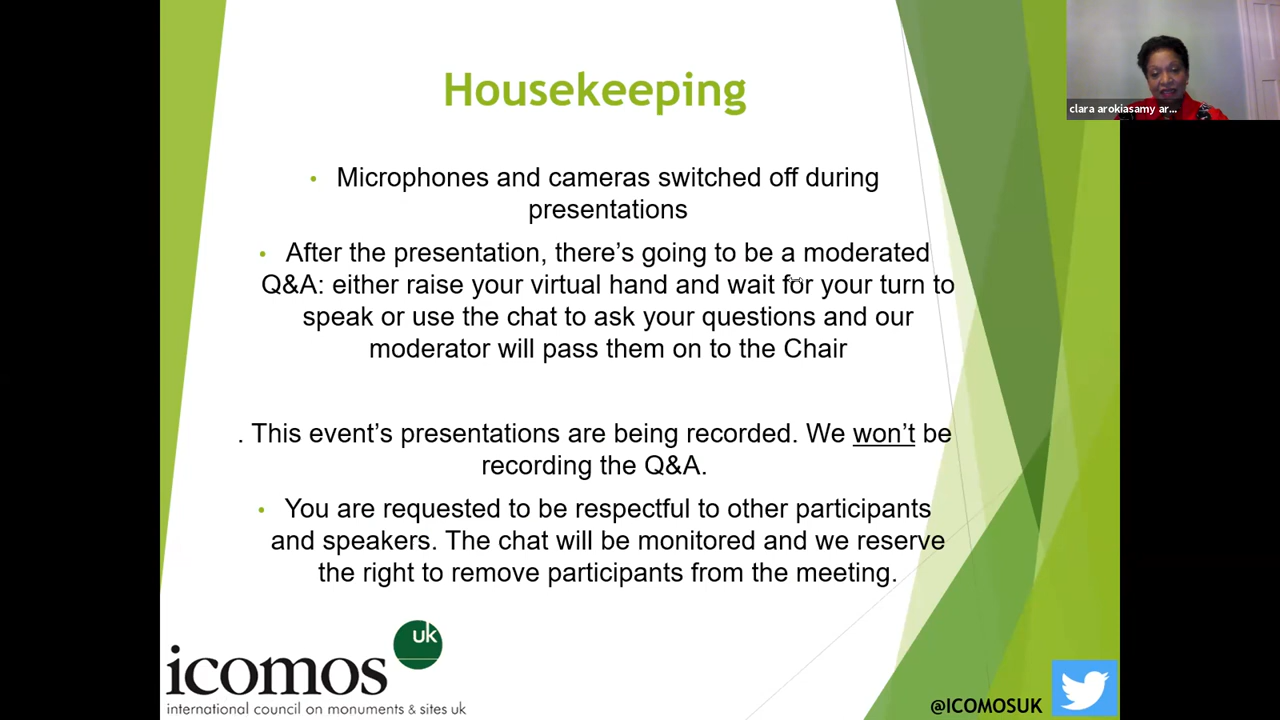 Housekeeping
clara arokiasamy ar...
• Microphones and cameras switched off during
presentations
• After the presentation, there’s going to be a moderated
Q&A: either raise your virtual hand and wait for your turn to
speak or use the chat to ask your questions and our
moderator will pass them on to the Chair
. This event’s presentations are being recorded. We won’t be
recording the Q&A.
• You are requested to be respectful to other participants
and speakers. The chat will be monitored and we reserve
the right to remove participants from the meeting.
uk
icomos
international council on monuments & sites uk
@ICOMOSUK